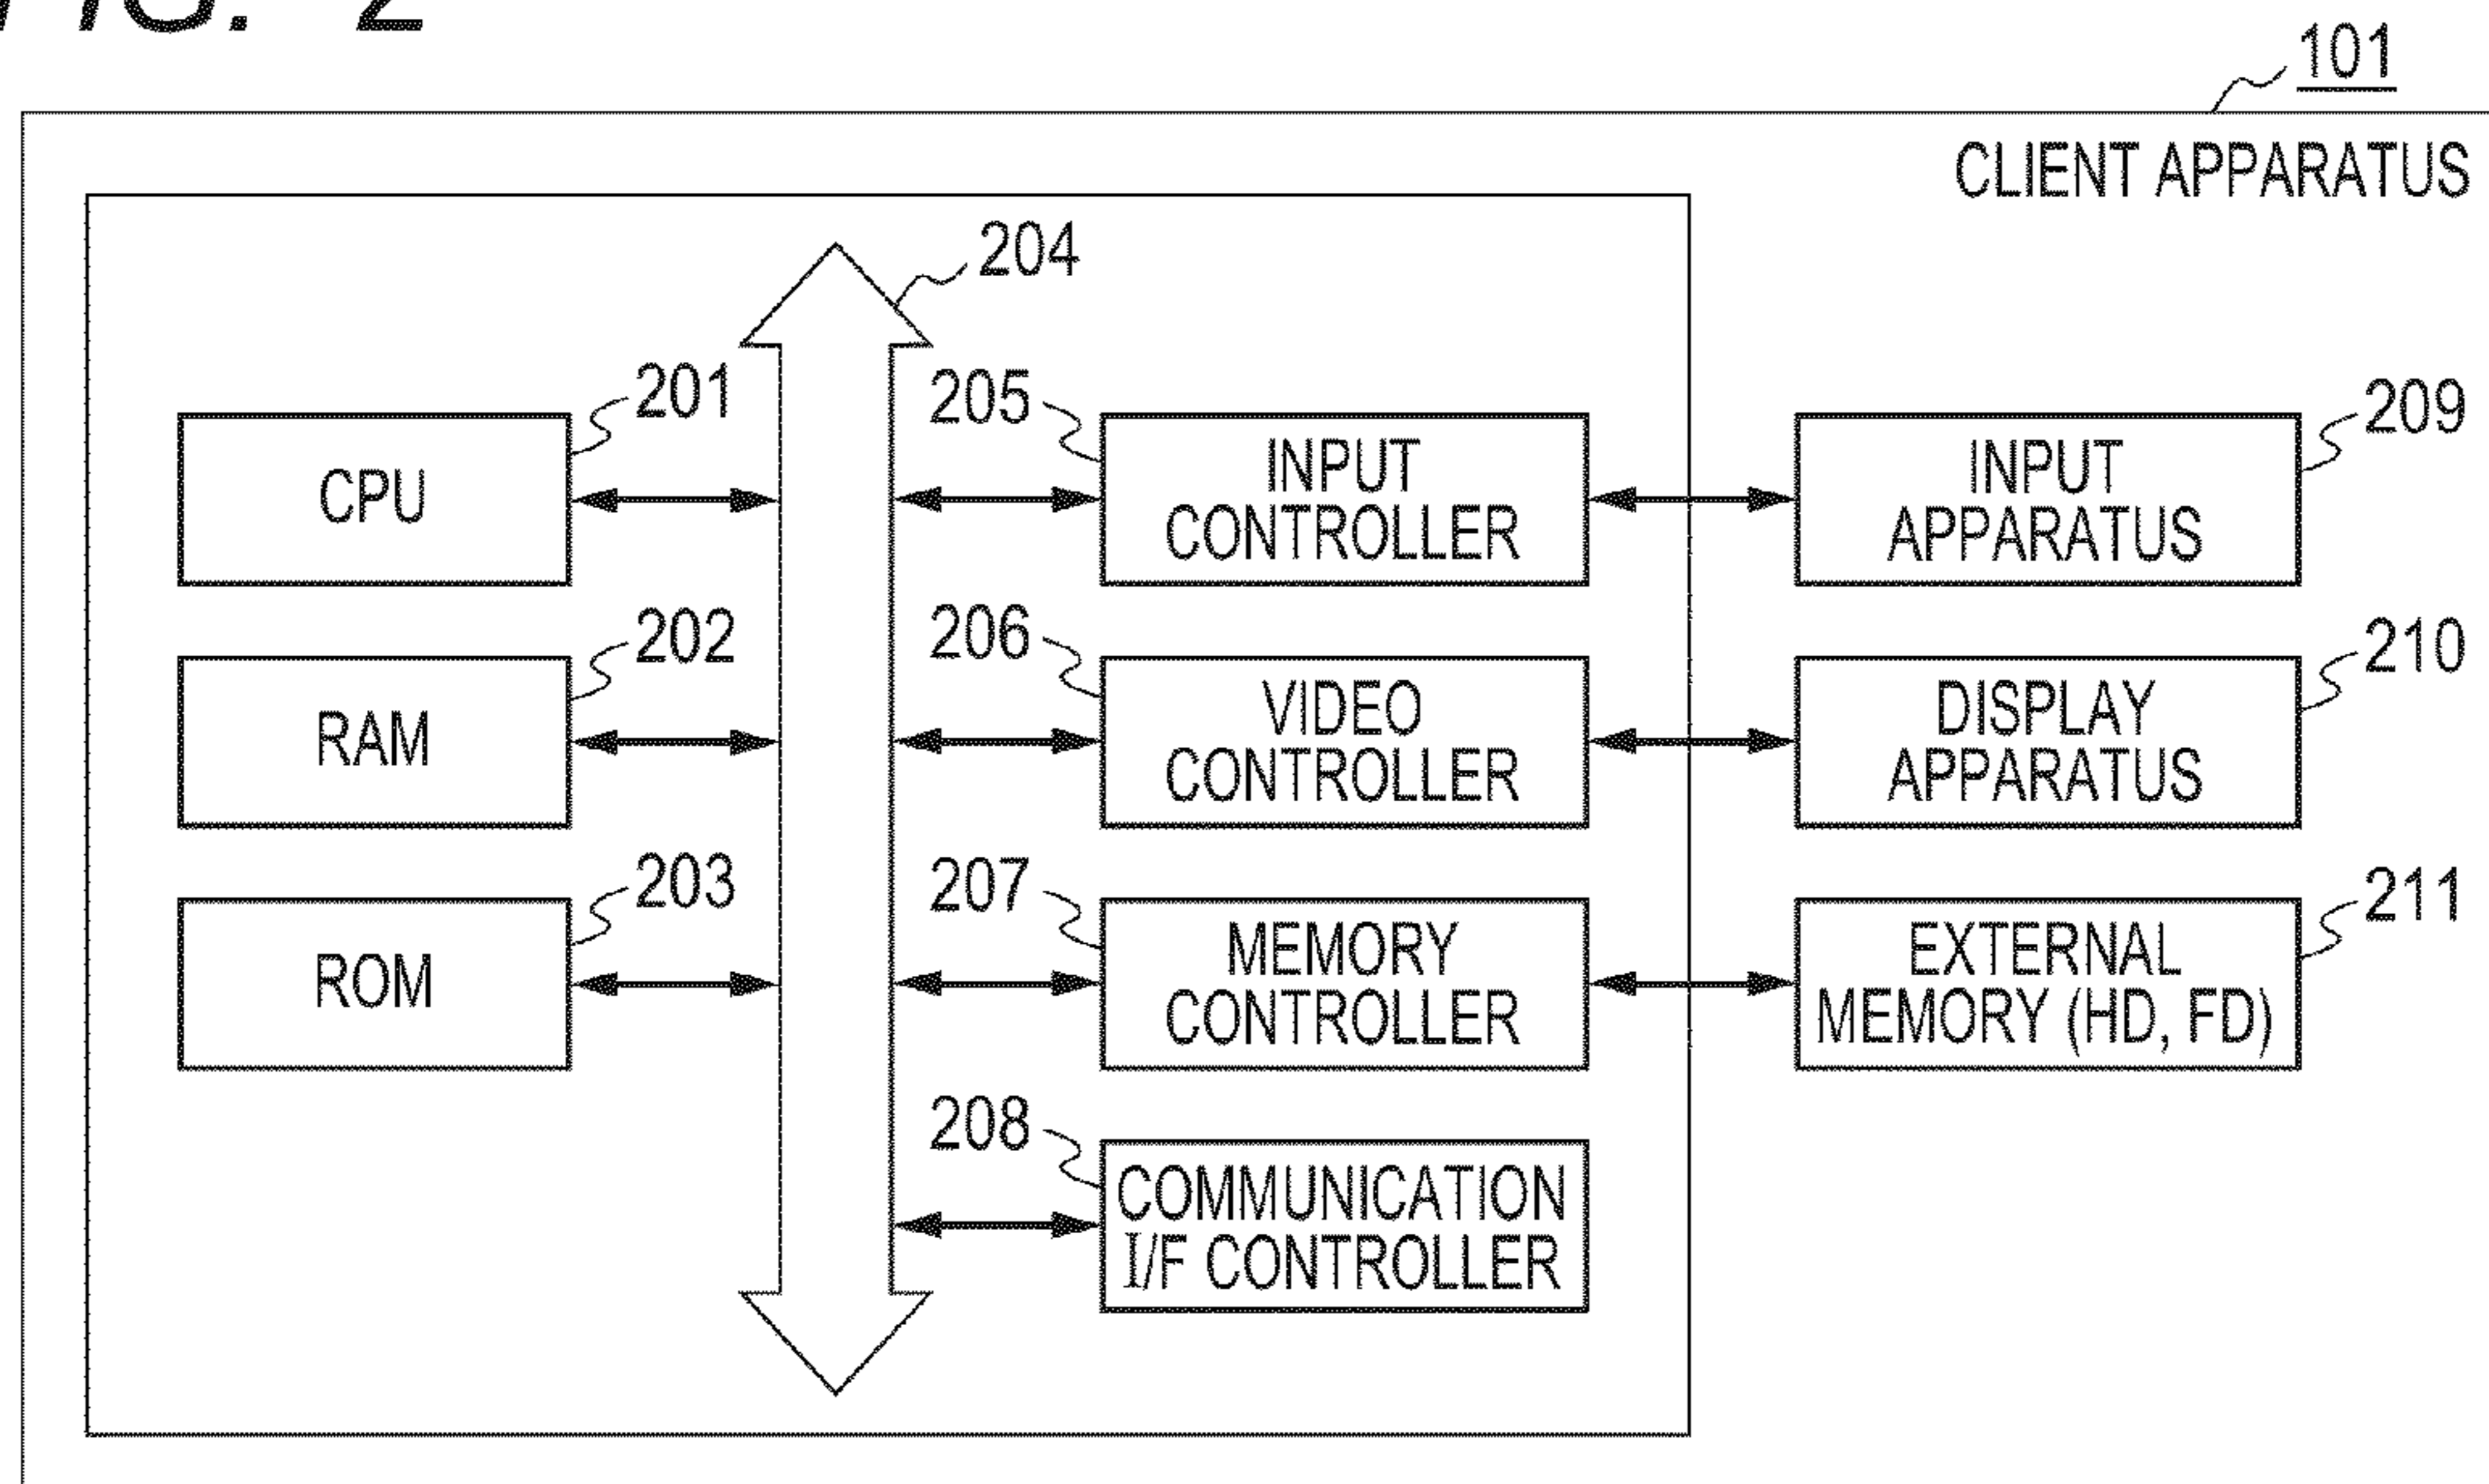 FIG. 2
101
CLIENT APPARATUS
204
201
205
209
CPU
INPUT
CONTROLLER
INPUT
APPARATUS
202
206
210
RAM
VIDEO
CONTROLLER
DISPLAY
APPARATUS
203
207
211
ROM
MEMORY
CONTROLLER
EXTERNAL
MEMORY (HD, FD)
208
COMMUNICATION
I/F CONTROLLER